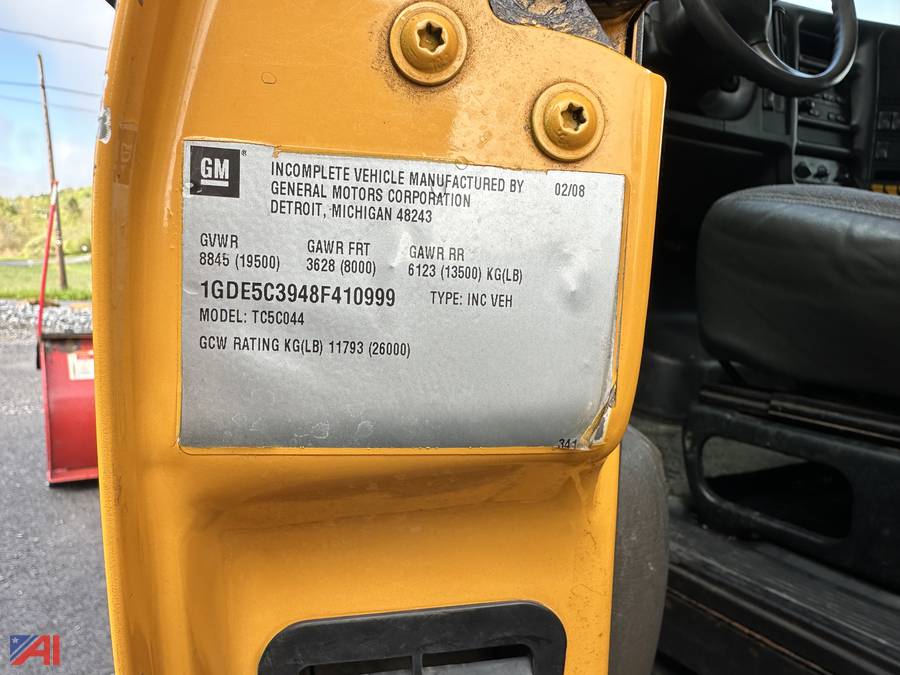 GM
INCOMPLETE VEHICLE MANUFACTURED BY 02/08
GENERAL MOTORS CORPORATION
DETROIT, MICHIGAN 48243
GVWR GAWR FRT GAWR RR
8845 (19500) 3628 (8000) 6123 (13500) KG(LB)
1GDE5C3948F410999 TYPE: INC VEH
MODEL: TC5C044
GCW RATING KG(LB) 11793 (26000)
341
AI